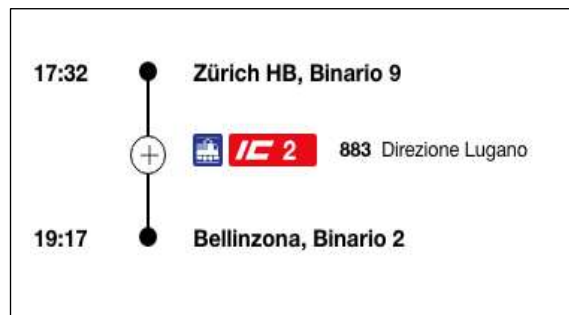 17:32 Zürich HB, Binario 9
IC 2 883 Direzione Lugano
19:17 Bellinzona, Binario 2